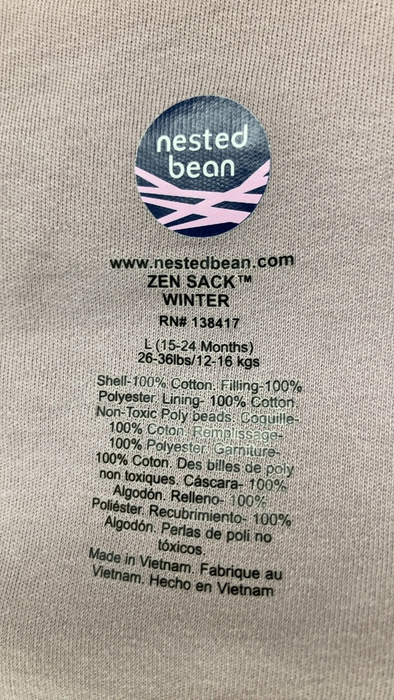 nested
bean
www.nestedbean.com
ZEN SACK™
WINTER
RN# 138417
L (15-24 Months)
26-36lbs/12-16 kgs
Shell-100% Cotton. Filling-100%
Polyester. Lining- 100% Cotton.
Non-Toxic Poly beads. Coquille-
100% Coton. Remplissage-
100% Polyester. Garniture-
100% Coton. Des billes de poly
non toxiques. Cáscara- 100%
Algodón. Relleno- 100%
Poliéster. Recubrimiento- 100%
Algodón. Perlas de poli no
tóxicos.
Made in Vietnam. Fabrique au
Vietnam. Hecho en Vietnam